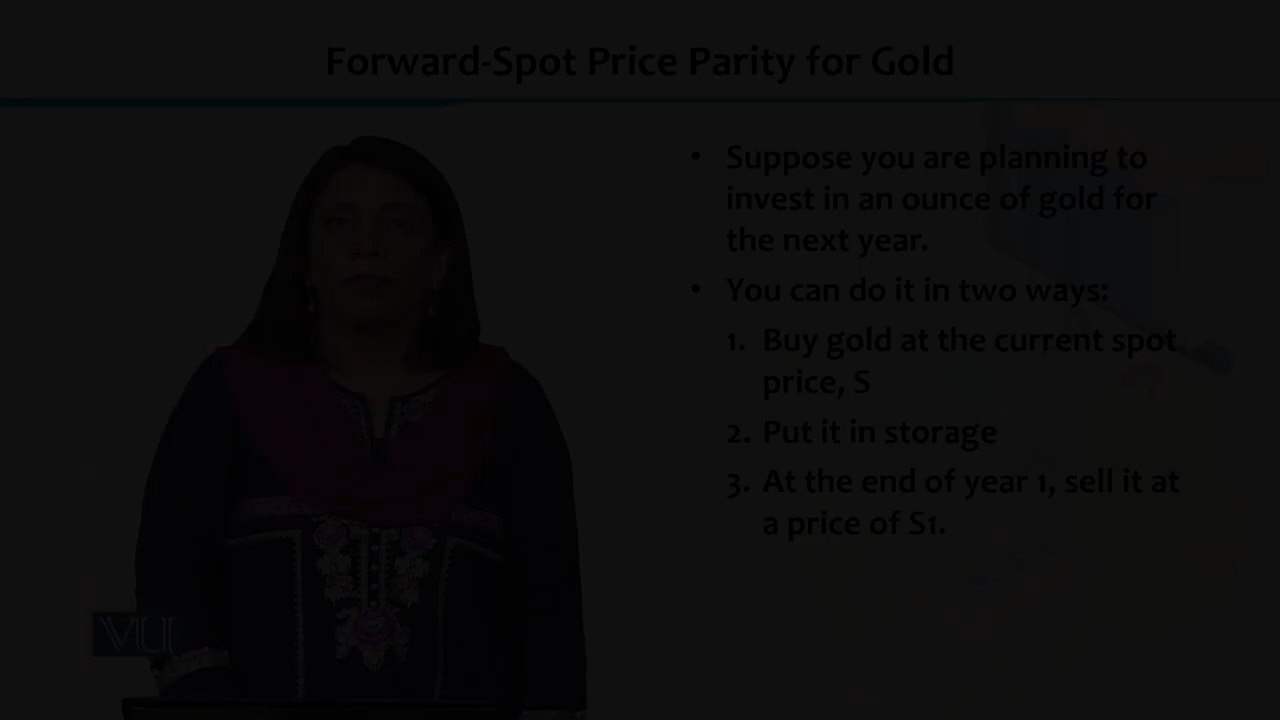 Forward-Spot Price Parity for Gold
• Suppose you are planning to
invest in an ounce of gold for
the next year.
• You can do it in two ways:
1. Buy gold at the current spot
price, S
2. Put it in storage
3. At the end of year 1, sell it at
a price of S1.
VU